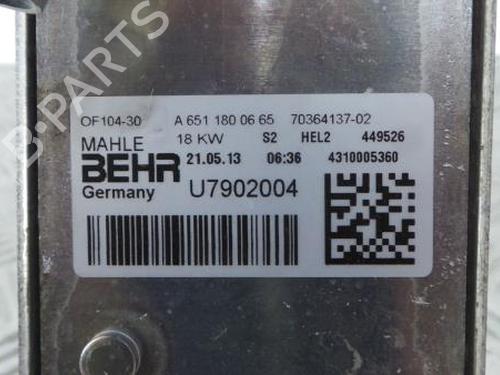 B-PARTS
OF104-30 A 651 180 06 65 70364137-02
MAHLE 18 KW S2 HEL2 449526
BEHR 21.05.13 06:36 4310005360
Germany U7902004